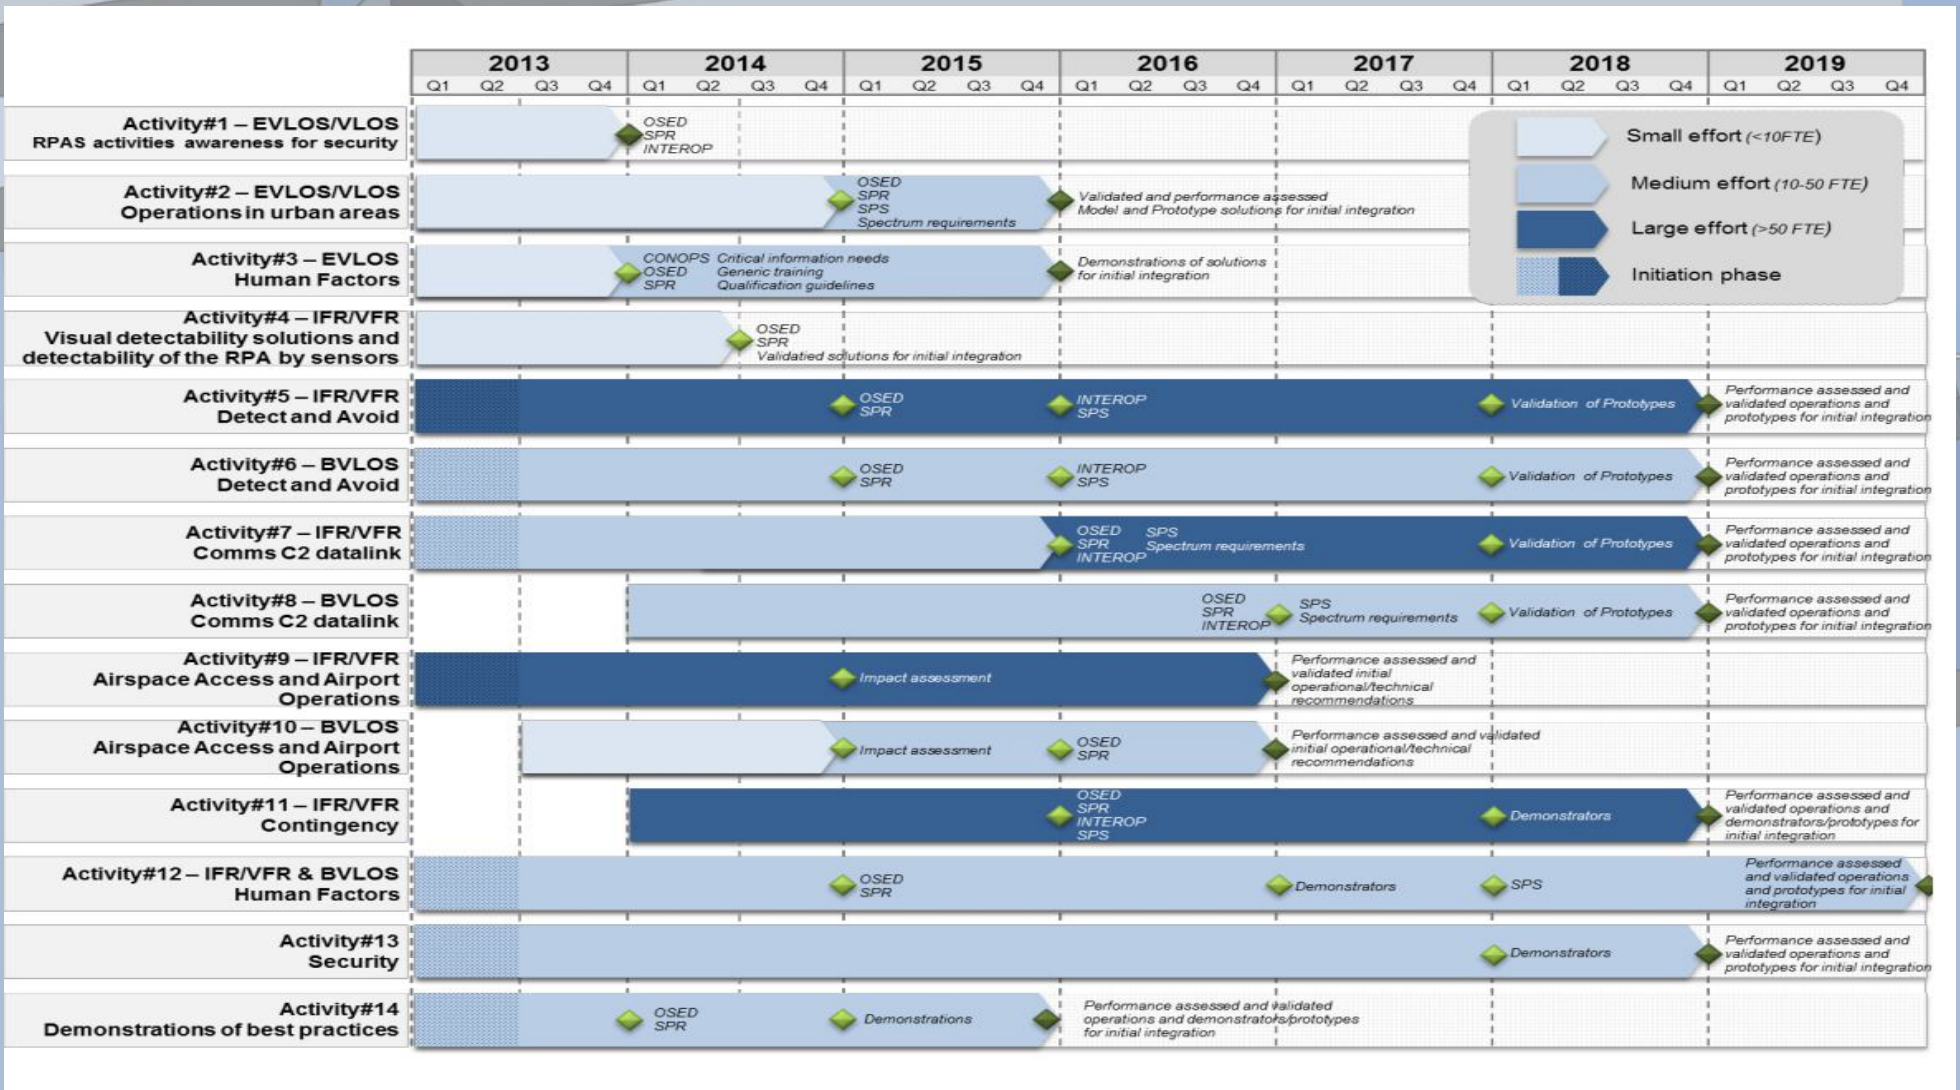 2013 2014 2015 2016 2017 2018 2019
Q1 Q2 Q3 Q4 Q1 Q2 Q3 Q4 Q1 Q2 Q3 Q4 Q1 Q2 Q3 Q4 Q1 Q2 Q3 Q4 Q1 Q2 Q3 Q4 Q1 Q2 Q3 Q4
Activity#1 – EVLOS/VLOS
RPAS activities awareness for security
OSED
SPR
INTEROP
Small effort (<10FTE)
Medium effort (10-50 FTE)
Large effort (>50 FTE)
Initiation phase
Activity#2 – EVLOS/VLOS
Operations in urban areas
OSED
SPR
SPS
Spectrum requirements
Validated and performance assessed
Model and Prototype solutions for initial integration
Activity#3 – EVLOS
Human Factors
CONOPS Critical information needs
OSED Generic training
SPR Qualification guidelines
Demonstrations of solutions
for initial integration
Activity#4 – IFR/VFR
Visual detectability solutions and
detectability of the RPA by sensors
OSED
SPR
Validatied solutions for initial integration
Activity#5 – IFR/VFR
Detect and Avoid
OSED
SPR
INTEROP
SPS
Validation of Prototypes
Performance assessed and
validated operations and
prototypes for initial integration
Activity#6 – BVLOS
Detect and Avoid
OSED
SPR
INTEROP
SPS
Validation of Prototypes
Performance assessed and
validated operations and
prototypes for initial integration
Activity#7 – IFR/VFR
Comms C2 datalink
OSED SPS
SPR Spectrum requirements
INTEROP
Validation of Prototypes
Performance assessed and
validated operations and
prototypes for initial integration
Activity#8 – BVLOS
Comms C2 datalink
OSED
SPR
INTEROP
SPS
Spectrum requirements
Validation of Prototypes
Performance assessed and
validated operations and
prototypes for initial integration
Activity#9 – IFR/VFR
Airspace Access and Airport
Operations
Impact assessment
Performance assessed and
validated initial
operational/technical
recommendations
Activity#10 – BVLOS
Airspace Access and Airport
Operations
Impact assessment
OSED
SPR
Performance assessed and validated
initial operational/technical
recommendations
Activity#11 – IFR/VFR
Contingency
OSED
SPR
INTEROP
SPS
Demonstrators
Performance assessed and
validated operations and
demonstrators/prototypes for
initial integration
Activity#12 – IFR/VFR & BVLOS
Human Factors
OSED
SPR
Demonstrators
SPS
Performance assessed
and validated operations
and prototypes for initial
integration
Activity#13
Security
Demonstrators
Performance assessed and
validated operations and
prototypes for initial integration
Activity#14
Demonstrations of best practices
OSED
SPR
Demonstrations
Performance assessed and validated
operations and demonstrators/prototypes
for initial integration